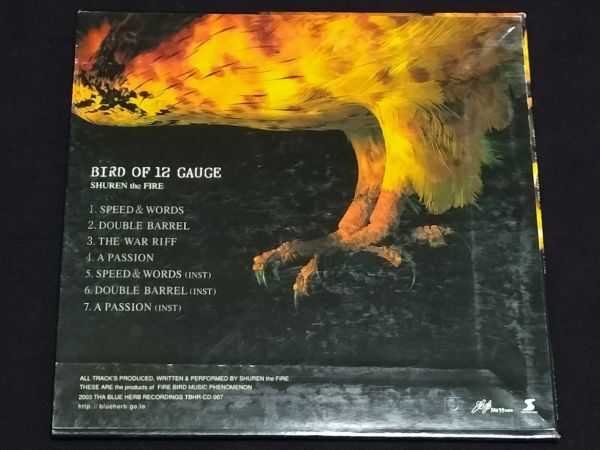 BIRD OF 12 GAUGE
SHUREN the FIRE
1. SPEED & WORDS
2. DOUBLE BARREL
3. THE WAR RIFF
4. A PASSION
5. SPEED & WORDS (INST)
6. DOUBLE BARREL (INST)
7. A PASSION (INST)
ALL TRACK'S PRODUCED, WRITTEN & PERFORMED BY SHUREN the FIRE
THESE ARE the products of FIRE BIRD MUSIC PHENOMENON
2003 THA BLUE HERB RECORDINGS TBHR-CD-007
http://blueherb.go.to